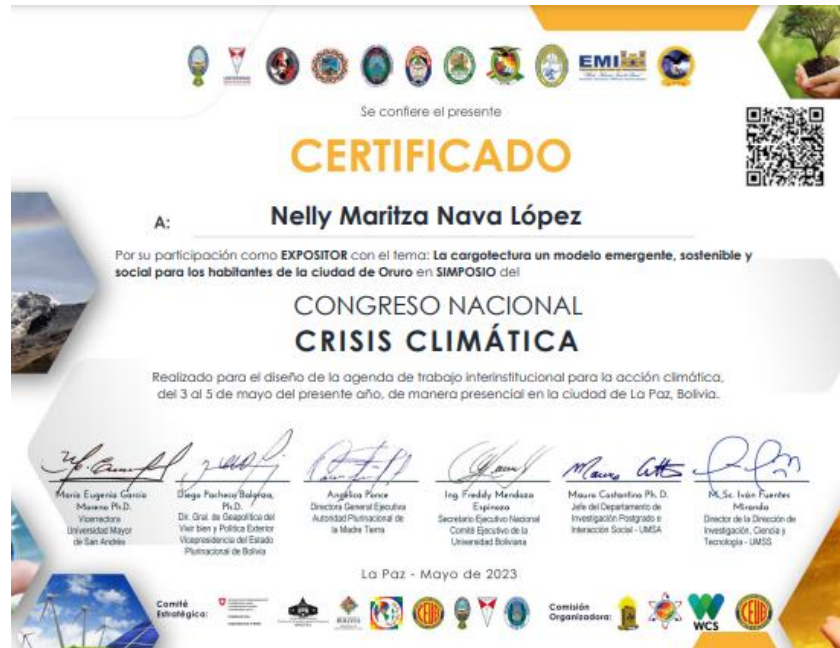 EMI
Se confiere el presente
CERTIFICADO
A: Nelly Maritza Nava López
Por su participación como EXPOSITOR con el tema: La cargotectura un modelo emergente, sostenible y
social para los habitantes de la ciudad de Oruro en SIMPOSIO del
CONGRESO NACIONAL
CRISIS CLIMÁTICA
Realizado para el diseño de la agenda de trabajo interinstitucional para la acción climática,
del 3 al 5 de mayo del presente año, de manera presencial en la ciudad de La Paz, Bolivia.
María Eugenia García
Moreno Ph.D.
Vicerrectora
Universidad Mayor
de San Andrés
Diego Pacheco Balanza,
Ph.D.
Dir. Gral. de Geopolítica del
Vivir bien y Política Exterior
Vicepresidencia del Estado
Plurinacional de Bolivia
Angélica Ponce
Directora General Ejecutiva
Autoridad Plurinacional de
la Madre Tierra
Ing. Freddy Mendoza
Espinoza
Secretario Ejecutivo Nacional
Comité Ejecutivo de la
Universidad Boliviana
Mauro Costantino Ph. D.
Jefe del Departamento de
Investigación Postgrado e
Interacción Social - UMSA
M.Sc. Iván Fuentes
Miranda
Director de la Dirección de
Investigación, Ciencia y
Tecnología - UMSS
La Paz - Mayo de 2023
Comité
Estratégica:
BOLIVIA
CEUB
Comisión
Organizadora:
WCS
CEUB